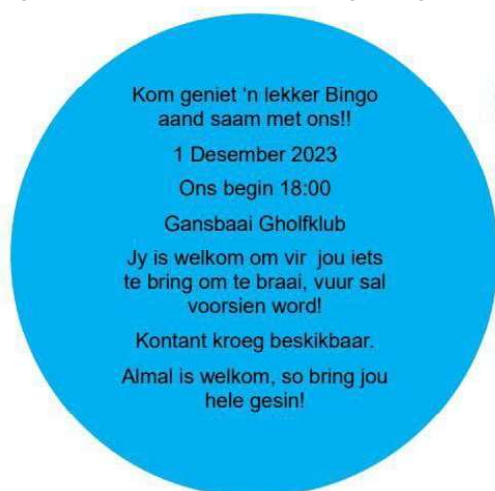 Kom geniet ‘n lekker Bingo
aand saam met ons!!
1 Desember 2023
Ons begin 18:00
Gansbaai Gholfklub
Jy is welkom om vir  jou iets
te bring om te braai, vuur sal
voorsien word!
Kontant kroeg beskikbaar.
Almal is welkom, so bring jou
hele gesin!